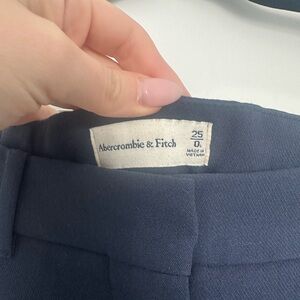 Abercrombie & Fitch
25
0.
MADE IN
VIETNAM